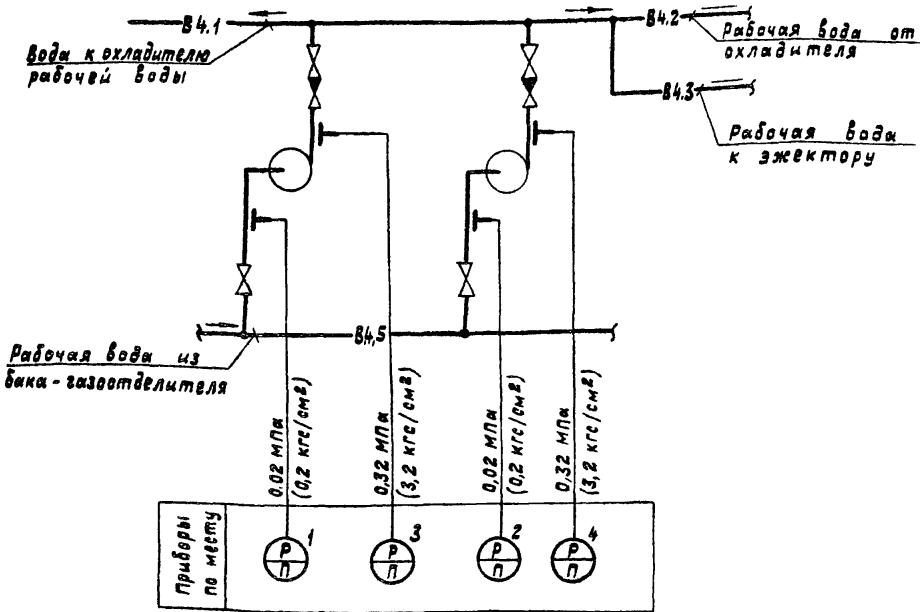 В4.1
Вода к охладителю
рабочей воды
В4.2
Рабочая вода от
охладителя
В4.3
Рабочая вода
к эжектору
В4,5
Рабочая вода из
бака-газоотделителя
0.02 МПа
(0,2 кгс/см²)
0,32 МПа
(3,2 кгс/см²)
0,02 МПа
(0,2 кгс/см²)
0,32 МПа
(3,2 кгс/см²)
Приборы
по месту
1
Р
П
3
Р
П
2
Р
П
4
Р
П